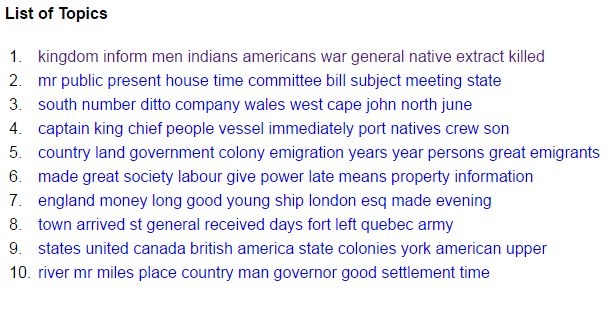 List of Topics
1. kingdom inform men indians americans war general native extract killed
2. mr public present house time committee bill subject meeting state
3. south number ditto company wales west cape john north june
4. captain king chief people vessel immediately port natives crew son
5. country land government colony emigration years year persons great emigrants
6. made great society labour give power late means property information
7. england money long good young ship london esq made evening
8. town arrived st general received days fort left quebec army
9. states united canada british america state colonies york american upper
10. river mr miles place country man governor good settlement time